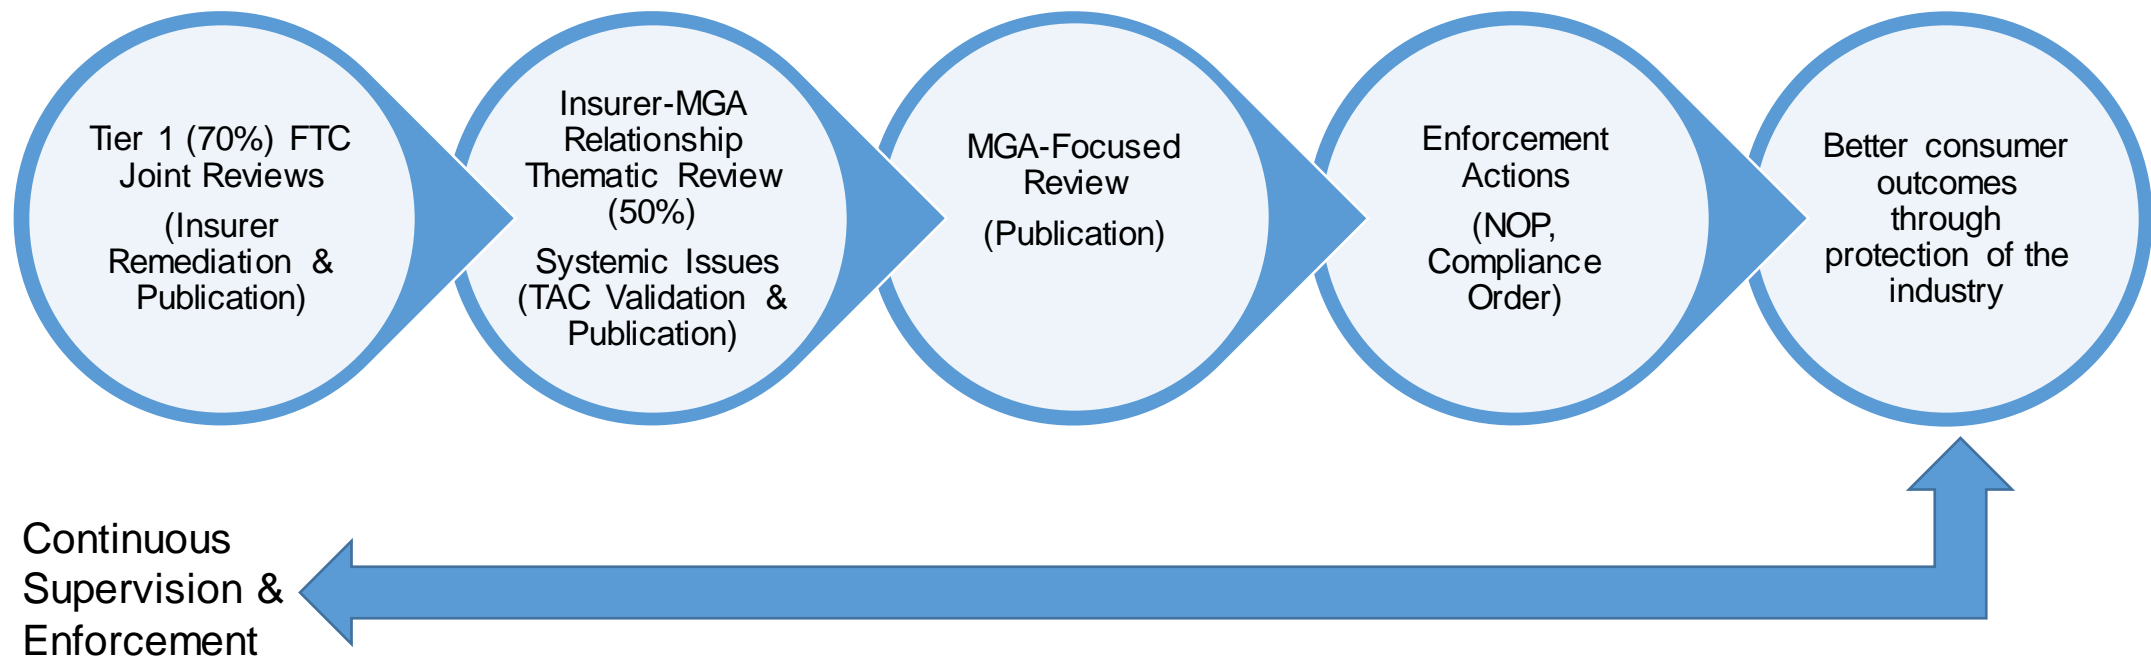 Tier 1 (70%) FTC
Joint Reviews
(Insurer
Remediation &
Publication)
Insurer-MGA
Relationship
Thematic Review
(50%)
Systemic Issues
(TAC Validation &
Publication)
MGA-Focused
Review
(Publication)
Enforcement
Actions
(NOP,
Compliance
Order)
Better consumer
outcomes
through
protection of the
industry
Continuous
Supervision &
Enforcement